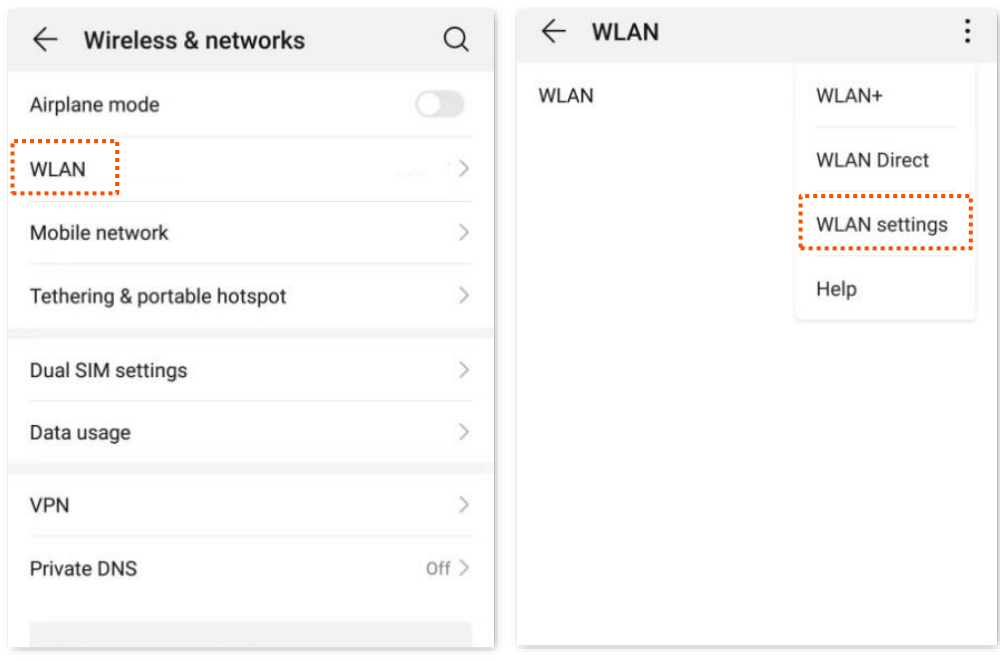 Wireless & networks
Airplane mode
WLAN
Mobile network
Tethering & portable hotspot
Dual SIM settings
Data usage
VPN
Private DNS
Off
WLAN
WLAN
WLAN+
WLAN Direct
WLAN settings
Help